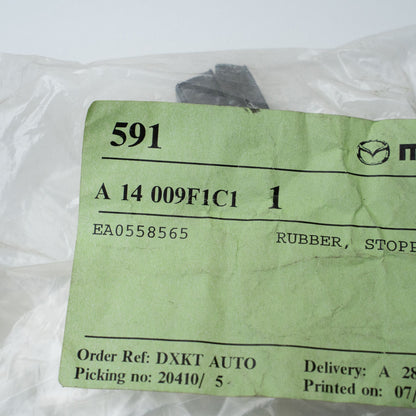 591
A 14 009F1C1 1
EA0558565 RUBBER, STOPP
Order Ref: DXKT AUTO
Picking no: 20410/ 5
Delivery: A 28
Printed on: 07/